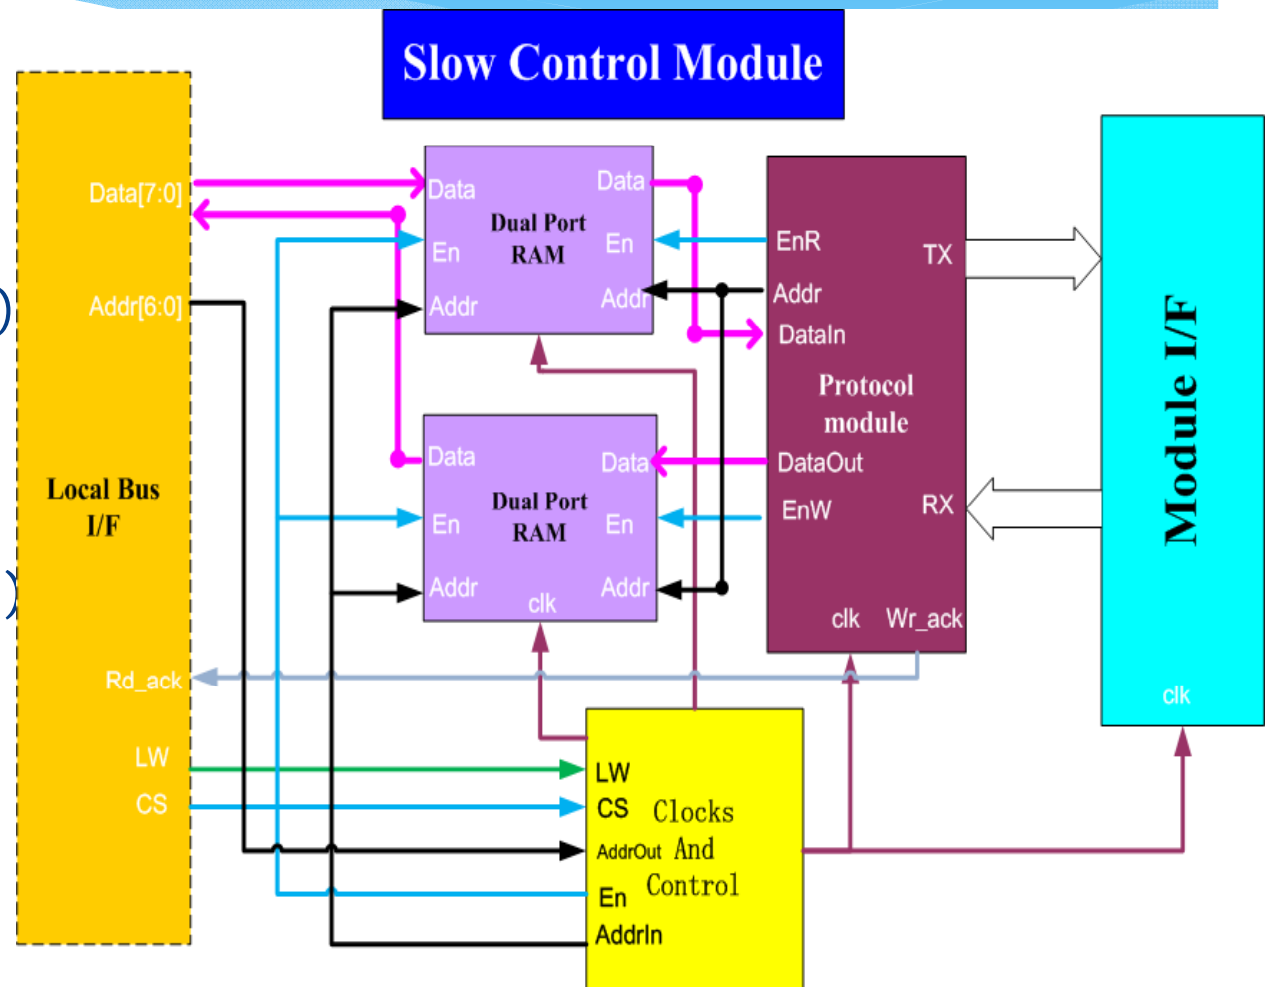 Slow Control Module
)
)
Data[7:0]
Addr[6:0]
Local Bus
I/F
Rd_ack
LW
CS
Data
En
Addr
Dual Port
RAM
Data
En
Addr
Data
En
Addr
Dual Port
RAM
clk
Data
En
Addr
EnR
Addr
DataIn
Protocol
module
DataOut
EnW
TX
RX
clk
Wr_ack
Module I/F
clk
LW
CS
AddrOut
En
AddrIn
Clocks
And
Control